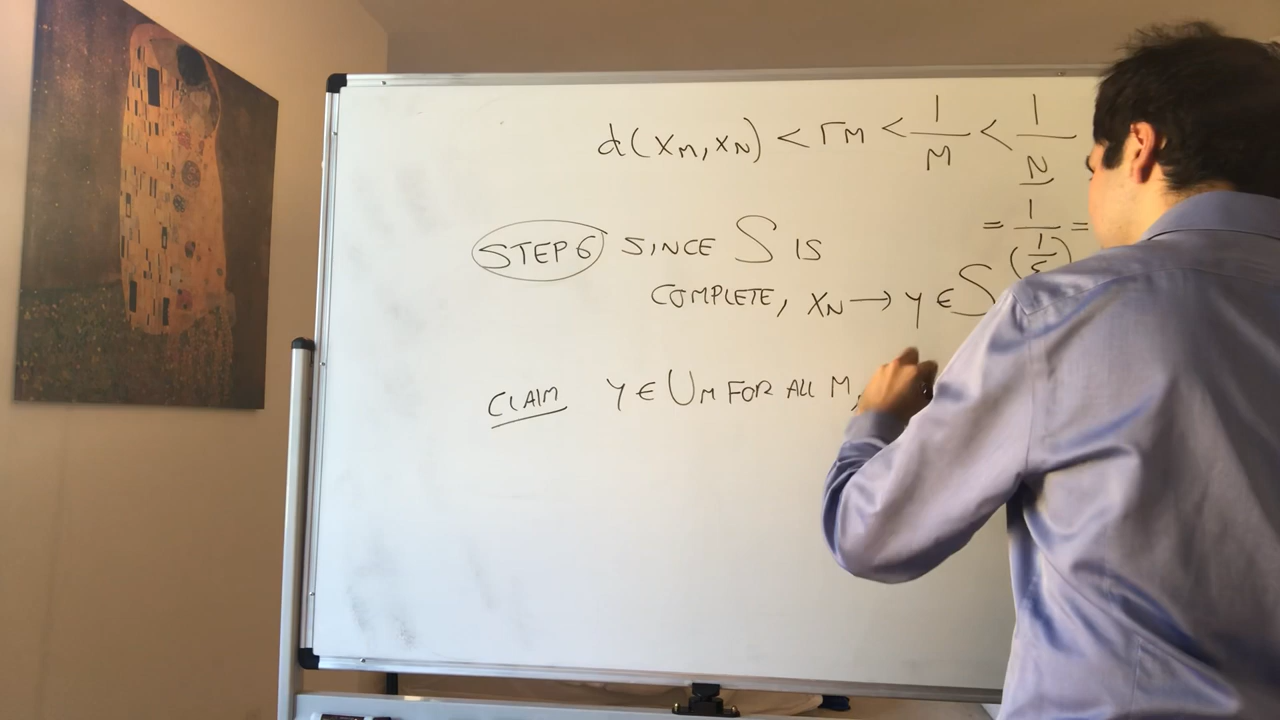 d(xM, xN) < rM < 1/M < 1/N
= 1/(1/ε) =
STEP 6 SINCE S IS
COMPLETE, xN → y ∈ S
CLAIM y ∈ UM FOR ALL M,